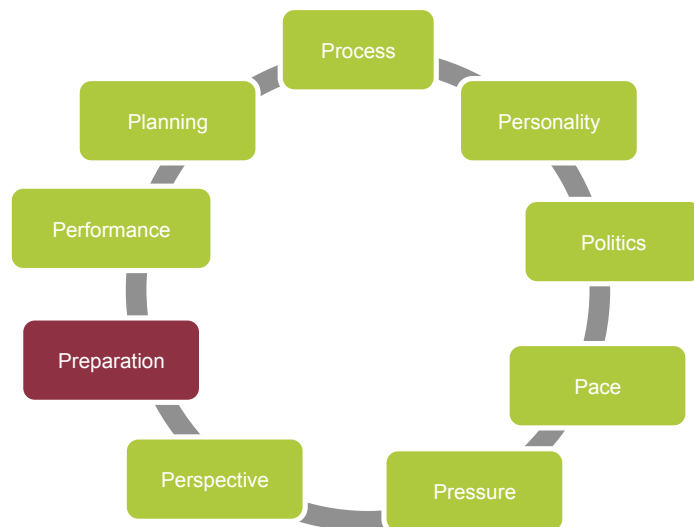 Process
Personality
Politics
Pace
Pressure
Perspective
Preparation
Performance
Planning